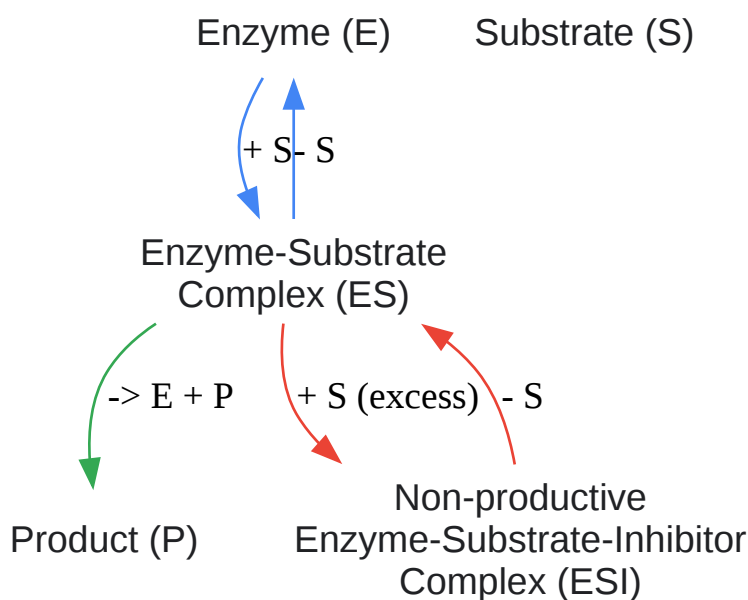 Enzyme (E)
Substrate (S)
+ S
- S
Enzyme-Substrate
Complex (ES)
-> E + P
+ S (excess)
- S
Product (P)
Non-productive
Enzyme-Substrate-Inhibitor
Complex (ESI)